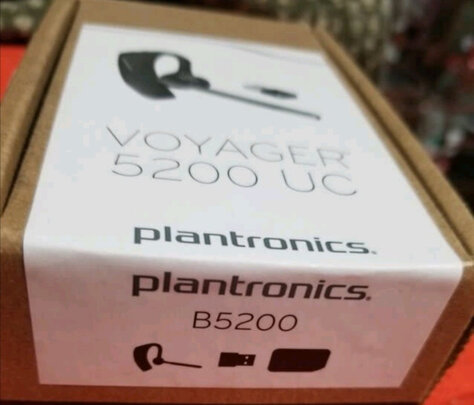 VOYAGER
5200 UC
plantronics.
plantronics.
B5200